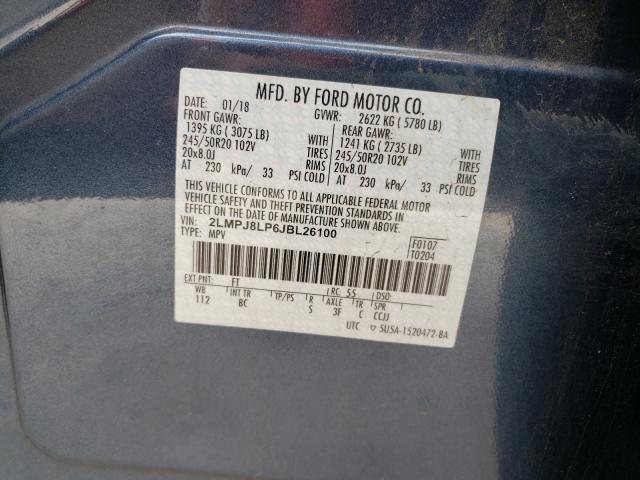 MFD. BY FORD MOTOR CO.
DATE: 01/18 GVWR: 2622 KG ( 5780 LB)
FRONT GAWR: REAR GAWR:
1395 KG ( 3075 LB) 1241 KG ( 2735 LB)
245/50R20 102V WITH TIRES 245/50R20 102V WITH TIRES
20x8.0J RIMS 20x8.0J RIMS
AT 230 kPa/ 33 PSI COLD AT 230 kPa/ 33 PSI COLD
THIS VEHICLE CONFORMS TO ALL APPLICABLE FEDERAL MOTOR
VEHICLE SAFETY AND THEFT PREVENTION STANDARDS IN
EFFECT ON THE DATE OF MANUFACTURE SHOWN ABOVE.
VIN: 2LMPJ8LP6JBL26100 F0107
TYPE: MPV T0204
EXT PNT: FT RC: 55 DSO:
WB INT TR TP/PS R AXLE TR SPR
112 BC S 3F C CCJJ
UTC ▽ 5U5A-1520472-BA